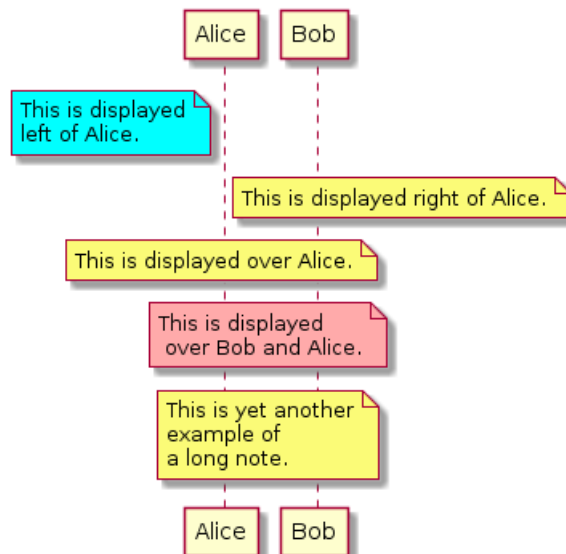 Alice Bob
This is displayed
left of Alice.
This is displayed right of Alice.
This is displayed over Alice.
This is displayed
over Bob and Alice.
This is yet another
example of
a long note.
Alice Bob